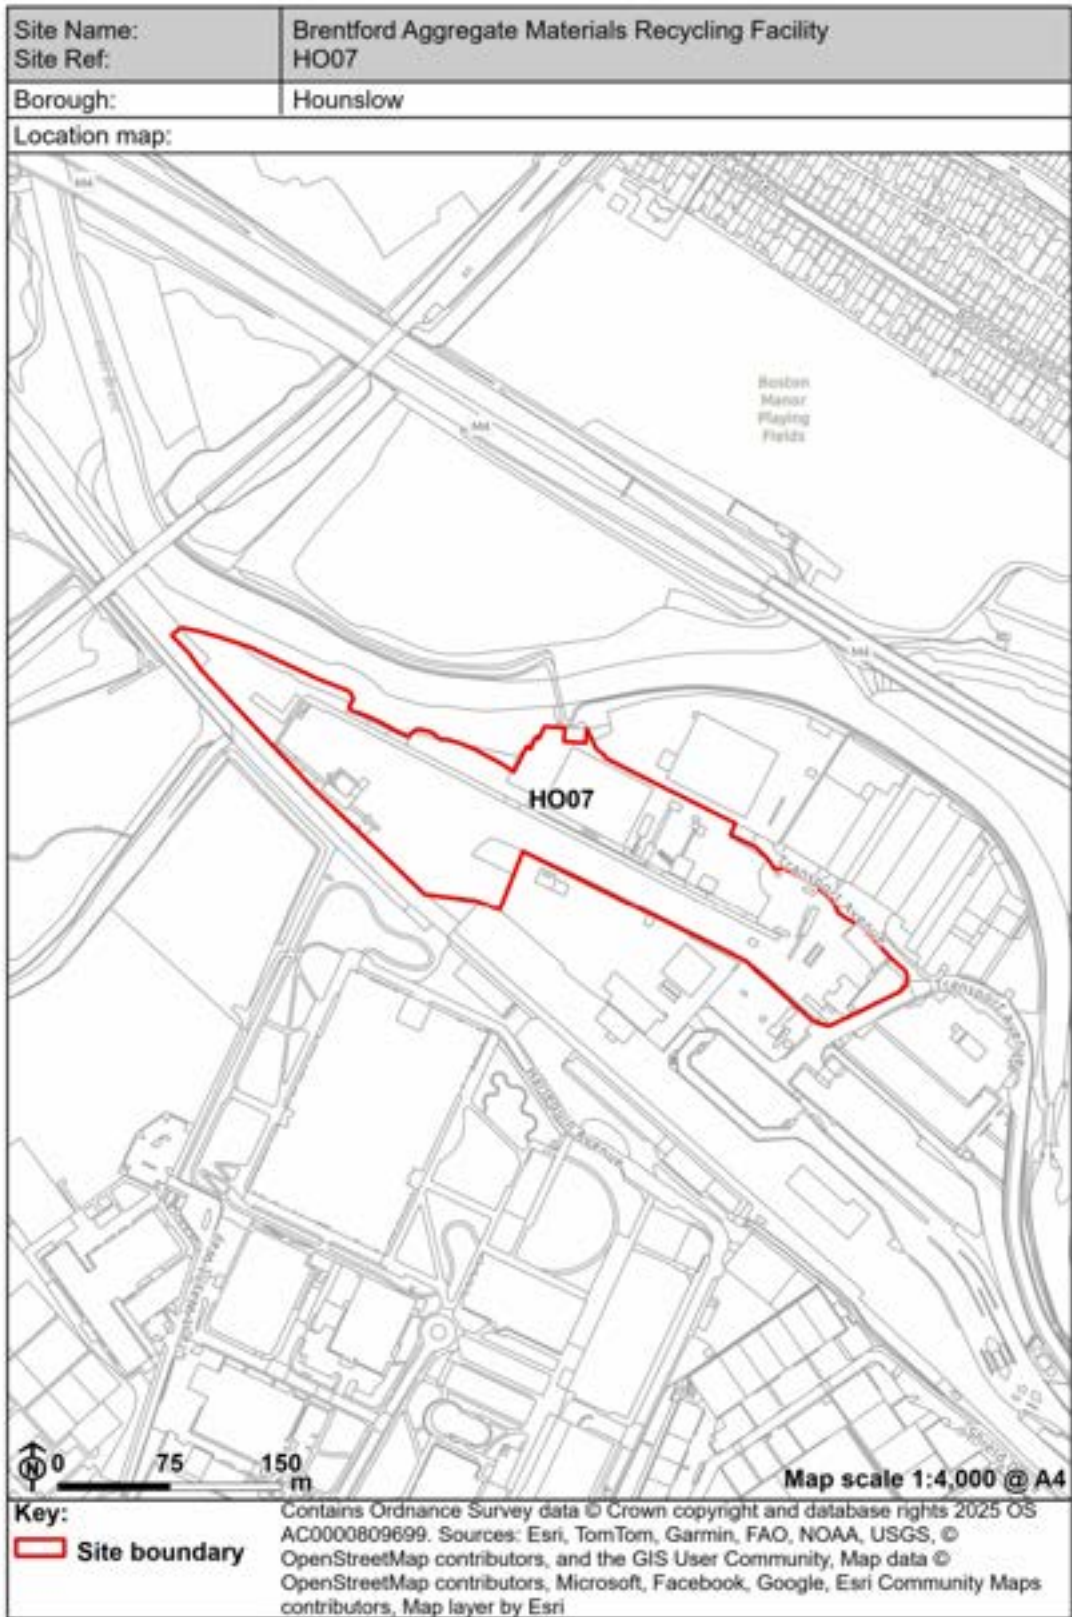 Site Name: Brentford Aggregate Materials Recycling Facility
Site Ref: HO07
Borough: Hounslow
Location map:
M4
M4
Boston
Manor
Playing
Fields
M4
HO07
Transport Avenue
Transport Avenue
Harlequin Avenue
0 75 150
m
N
Map scale 1:4,000 @ A4
Key:
Site boundary
Contains Ordnance Survey data © Crown copyright and database rights 2025 OS
AC0000809699. Sources: Esri, TomTom, Garmin, FAO, NOAA, USGS, ©
OpenStreetMap contributors, and the GIS User Community, Map data ©
OpenStreetMap contributors, Microsoft, Facebook, Google, Esri Community Maps
contributors, Map layer by Esri